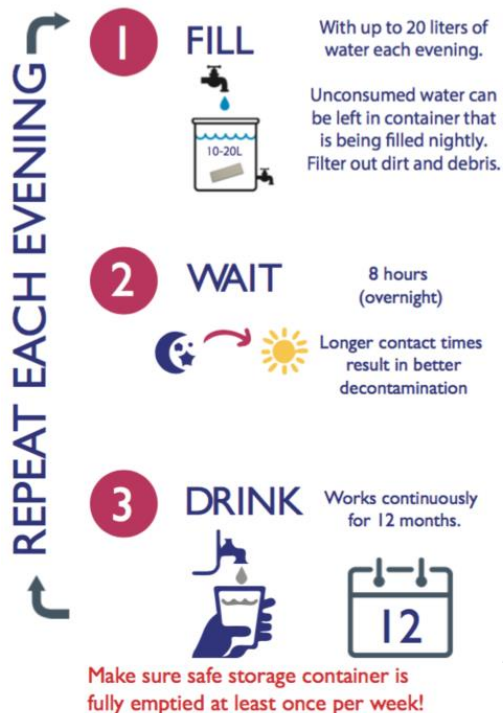 REPEAT EACH EVENING
1
FILL
With up to 20 liters of
water each evening.
Unconsumed water can
be left in container that
is being filled nightly.
Filter out dirt and debris.
10-20L
2
WAIT
8 hours
(overnight)
Longer contact times
result in better
decontamination
3
DRINK
Works continuously
for 12 months.
12
Make sure safe storage container is
fully emptied at least once per week!